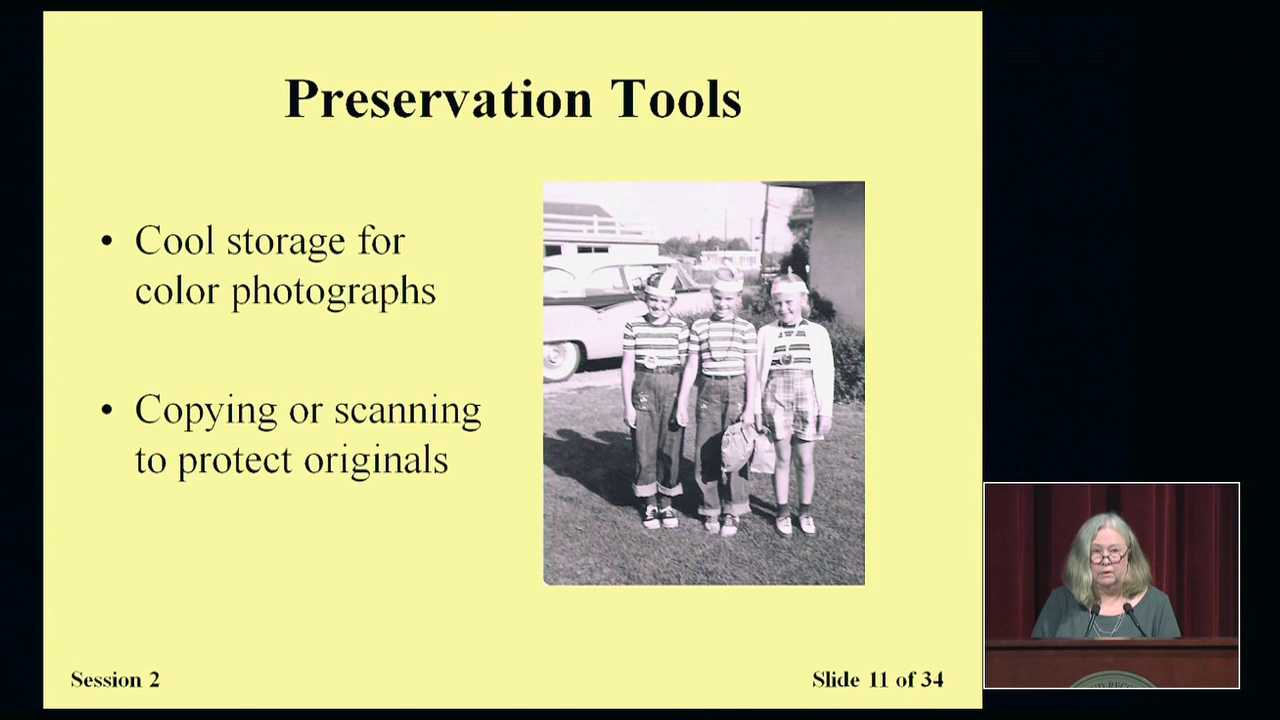 Preservation Tools
• Cool storage for
color photographs
• Copying or scanning
to protect originals
Session 2
Slide 11 of 34